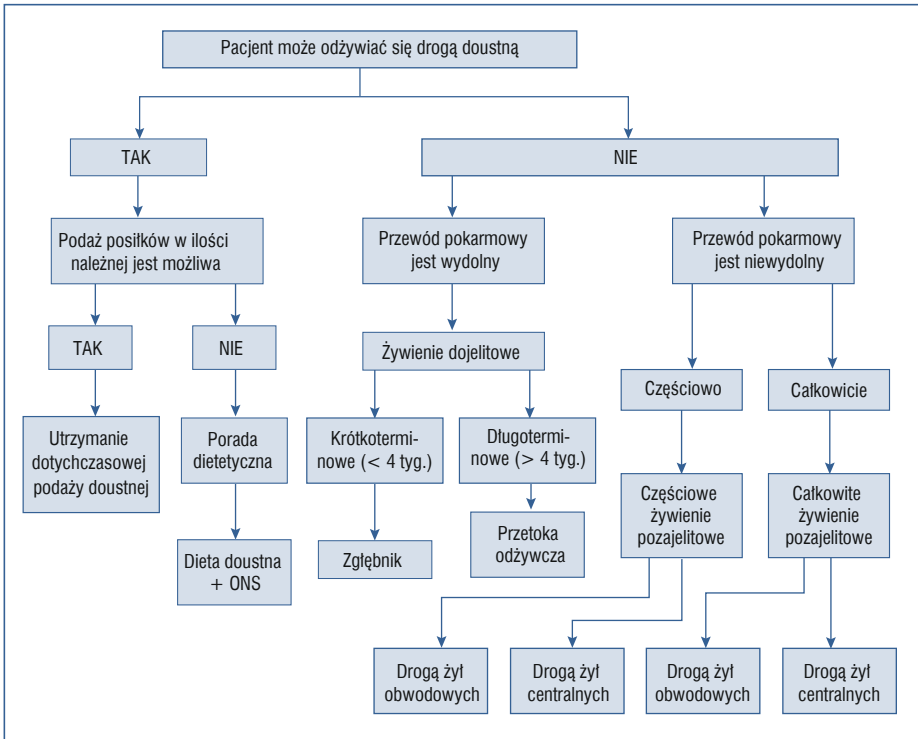 Pacjent może odżywiać się drogą doustną
TAK
NIE
Podaż posiłków w ilości
należnej jest możliwa
Przewód pokarmowy
jest wydolny
Przewód pokarmowy
jest niewydolny
TAK
NIE
Żywienie dojelitowe
Częściowo
Całkowicie
Utrzymanie
dotychczasowej
podaży doustnej
Porada
dietetyczna
Krótkotermi-
nowe (< 4 tyg.)
Długotermi-
nowe (> 4 tyg.)
Częściowe
żywienie
pozajelitowe
Całkowite
żywienie
pozajelitowe
Dieta doustna
+ ONS
Zgłębnik
Przetoka
odżywcza
Drogą żył
obwodowych
Drogą żył
centralnych
Drogą żył
obwodowych
Drogą żył
centralnych